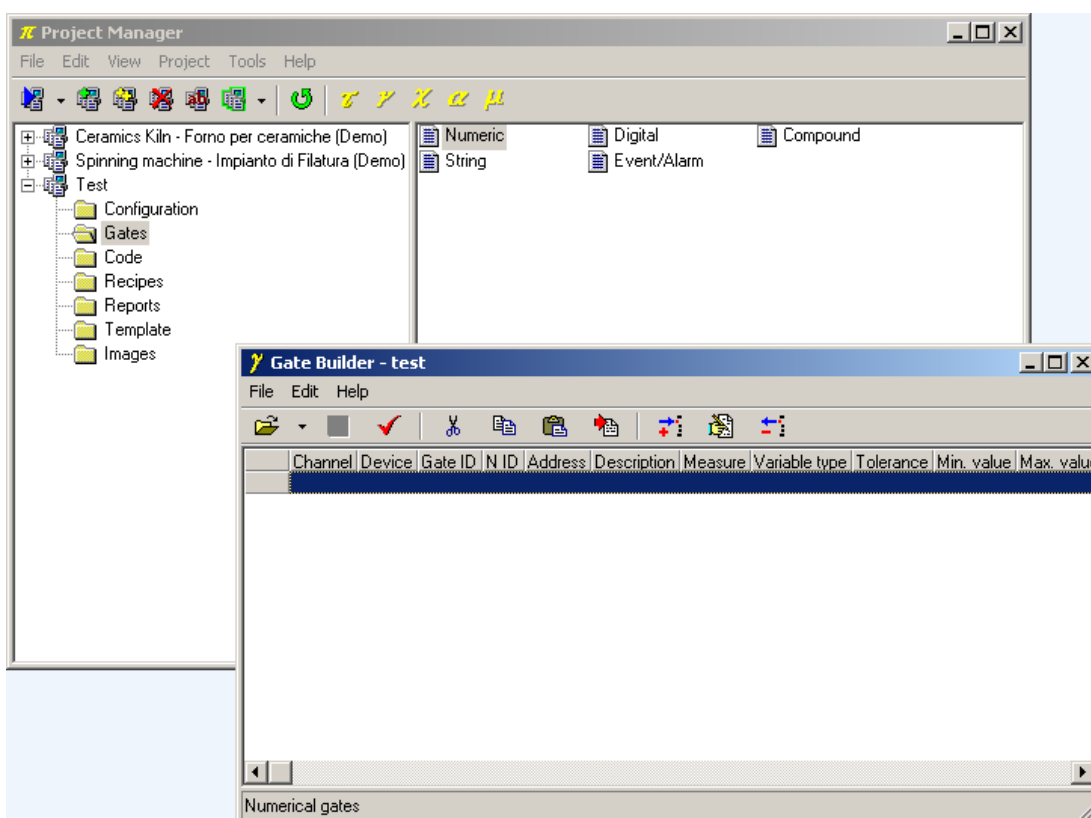 π Project Manager
File Edit View Project Tools Help
τ γ χ α μ
Ceramics Kiln - Forno per ceramiche (Demo)
Spinning machine - Impianto di Filatura (Demo)
Test
Configuration
Gates
Code
Recipes
Reports
Template
Images
Numeric Digital Compound
String Event/Alarm
γ Gate Builder - test
File Edit Help
Channel Device Gate ID N ID Address Description Measure Variable type Tolerance Min. value Max. value
Numerical gates